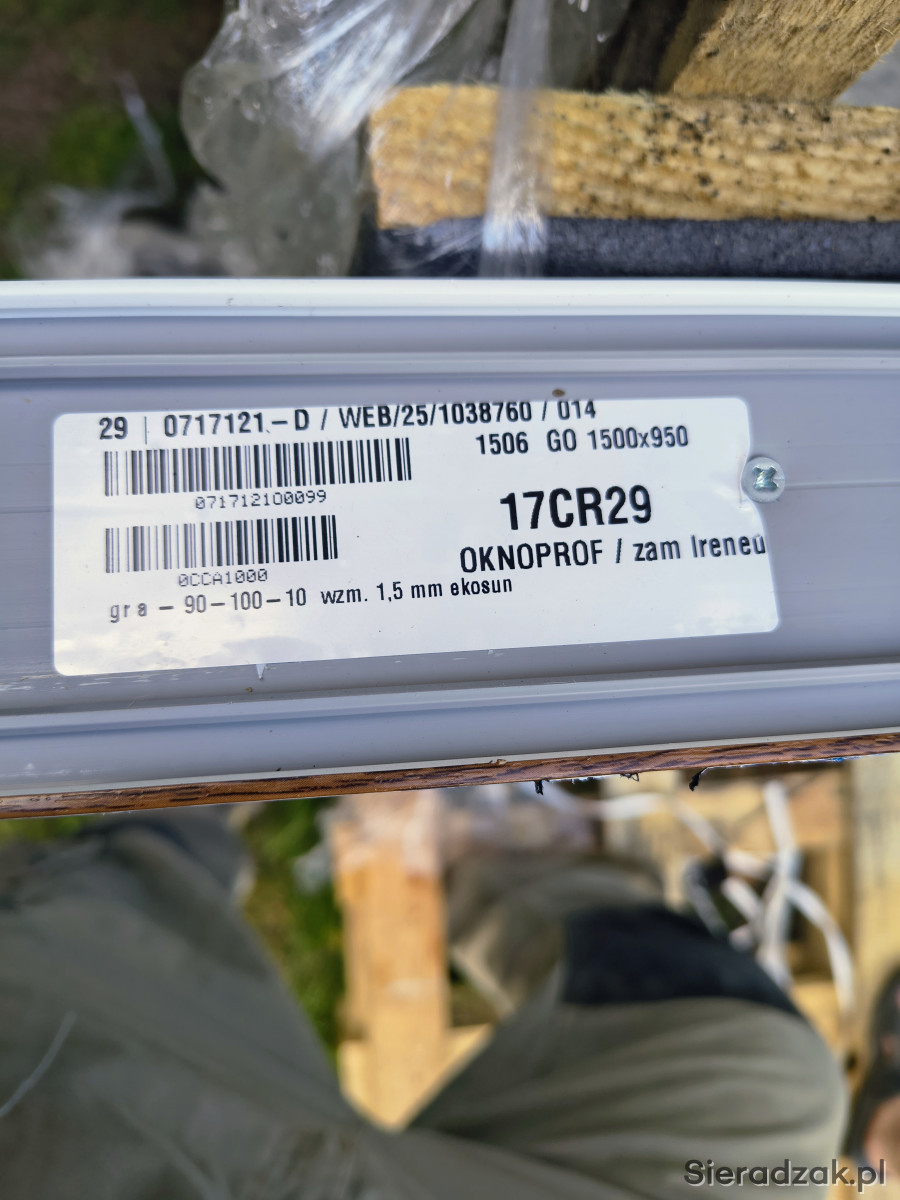 29 | 0717121.-D / WEB/25/1038760 / 014
1506 GO 1500x950
071712100099
17CR29
OKNOPROF / zam Ireneu
0CCA1000
gra - 90-100-10 wzm. 1,5 mm ekosun
Sieradzak.pl